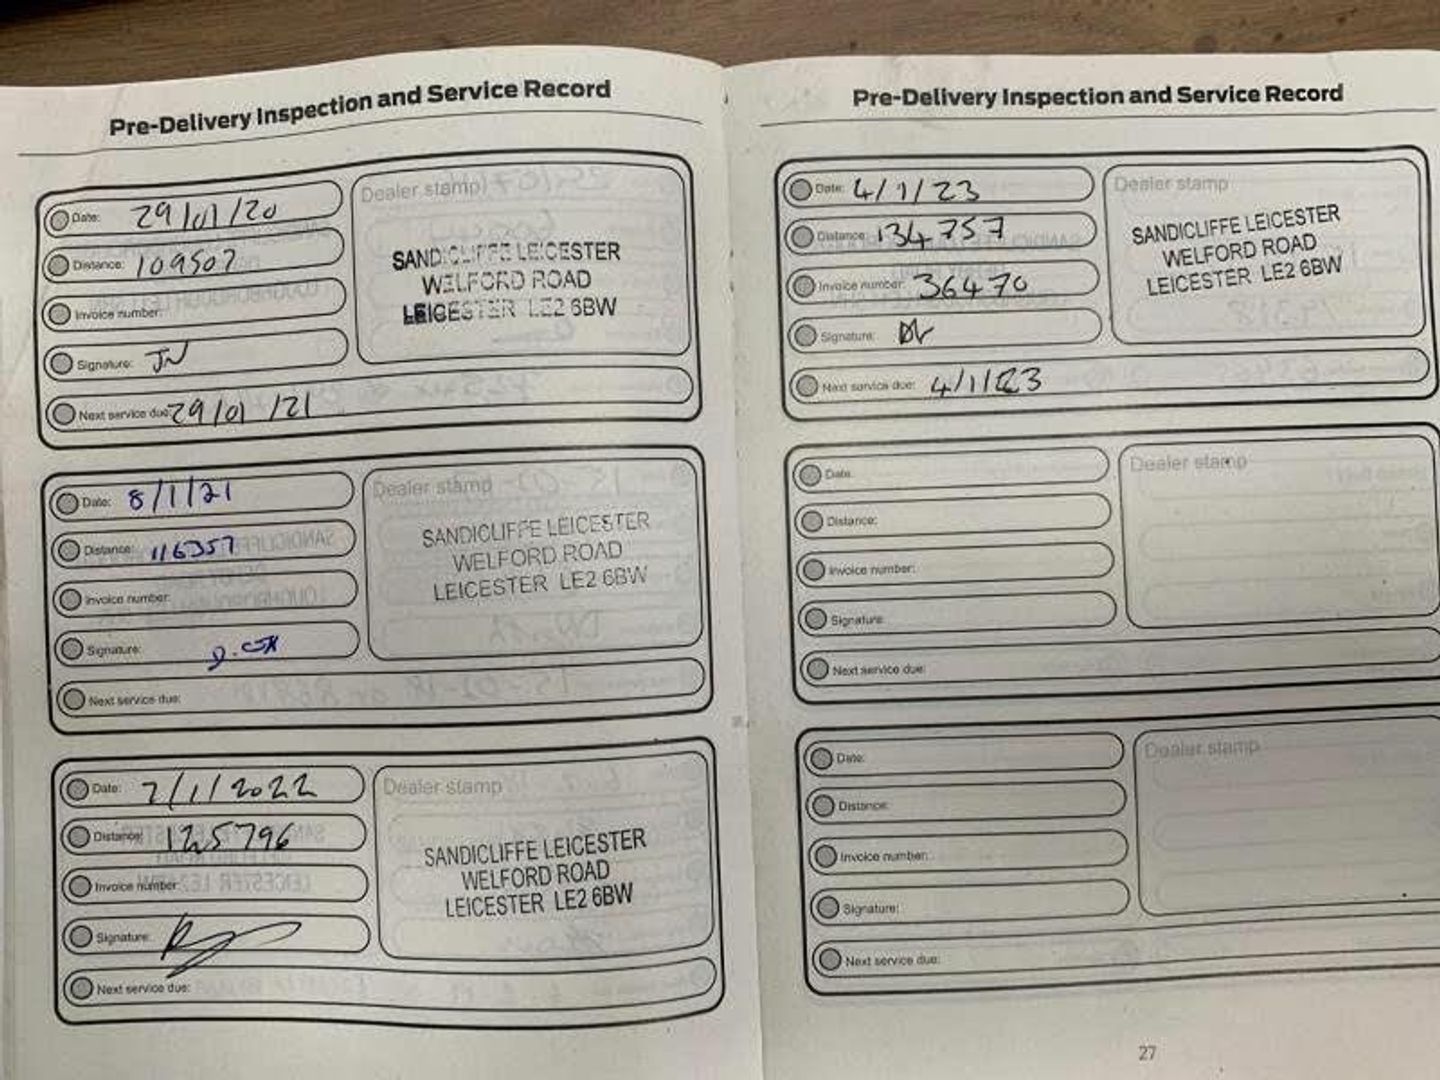 Pre-Delivery Inspection and Service Record
Date: 29/01/20
Distance: 109507
Invoice number:
Signature: JW
Next service due: 29/01/21
Dealer stamp
SANDICLIFFE LEICESTER
WELFORD ROAD
LEICESTER LE2 6BW
Date: 8/1/21
Distance: 116357
Invoice number:
Signature:
Next service due:
Dealer stamp
SANDICLIFFE LEICESTER
WELFORD ROAD
LEICESTER LE2 6BW
Date: 7/1/2022
Distance: 125796
Invoice number:
Signature:
Next service due:
Dealer stamp
SANDICLIFFE LEICESTER
WELFORD ROAD
LEICESTER LE2 6BW
Pre-Delivery Inspection and Service Record
Date: 4/1/23
Distance: 134757
Invoice number: 36470
Signature:
Next service due: 4/1/23
Dealer stamp
SANDICLIFFE LEICESTER
WELFORD ROAD
LEICESTER LE2 6BW
Date:
Distance:
Invoice number:
Signature:
Next service due:
Dealer stamp
Date:
Distance:
Invoice number:
Signature:
Next service due:
Dealer stamp
27